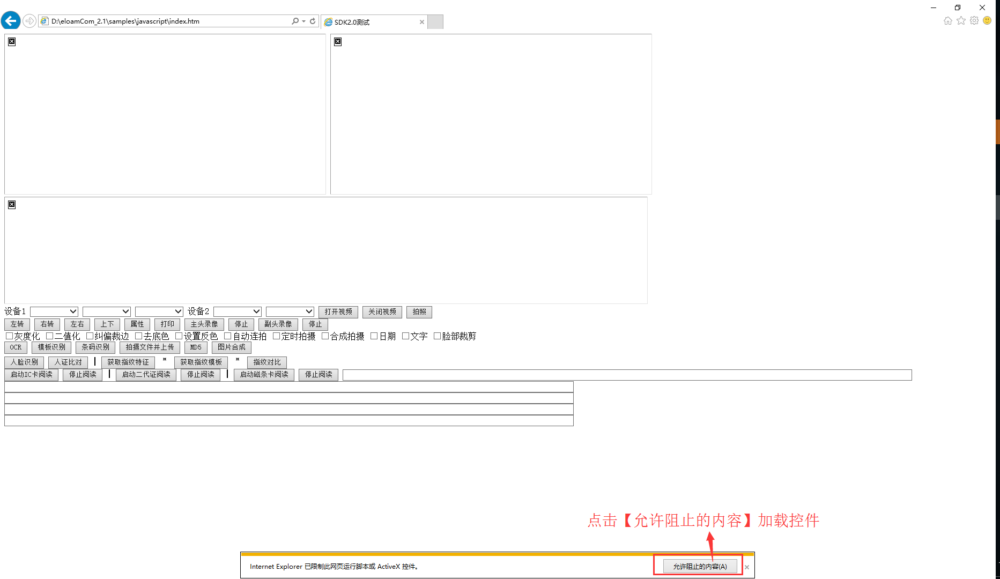 D:\eloamCom_2.1\samples\javascript\index.htm
SDK2.0测试
设备1 设备2 打开视频 关闭视频 拍照
左转 右转 左右 上下 属性 打印 主头录像 停止 副头录像 停止
灰度化 二值化 纠偏裁边 去底色 设置反色 自动连拍 定时拍摄 合成拍摄 日期 文字 脸部裁剪
OCR 模板识别 条码识别 拍摄文件并上传 MD5 图片合成
人脸识别 人证比对 获取指纹特征 获取指纹模板 指纹对比
启动IC卡阅读 停止阅读 启动二代证阅读 停止阅读 启动磁条卡阅读 停止阅读
点击【允许阻止的内容】加载控件
Internet Explorer 已限制此网页运行脚本或 ActiveX 控件。 允许阻止的内容(A)